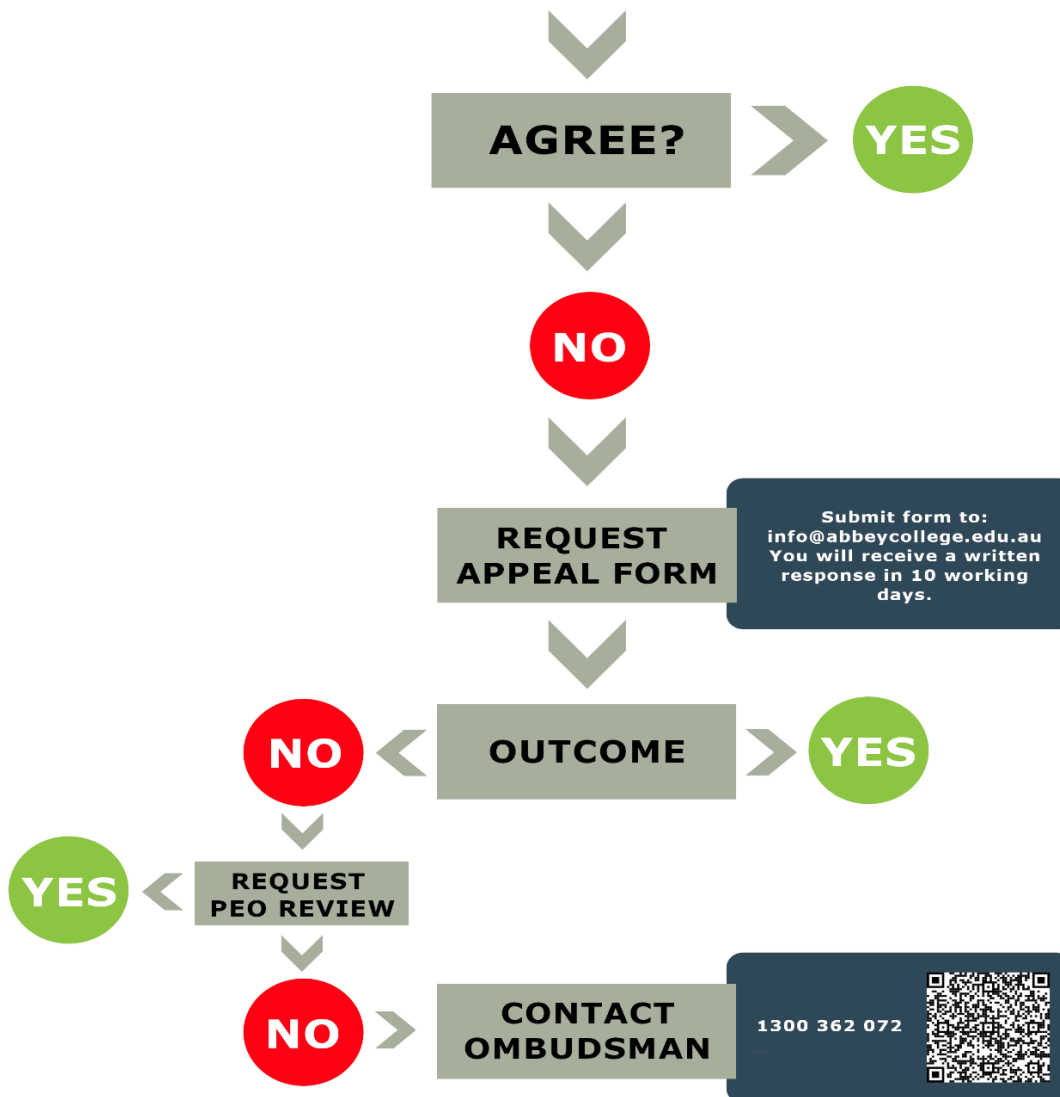 AGREE?
YES
NO
REQUEST
APPEAL FORM
Submit form to:
info@abbeycollege.edu.au
You will receive a written
response in 10 working
days.
NO
OUTCOME
YES
YES
REQUEST
PEO REVIEW
NO
CONTACT
OMBUDSMAN
1300 362 072